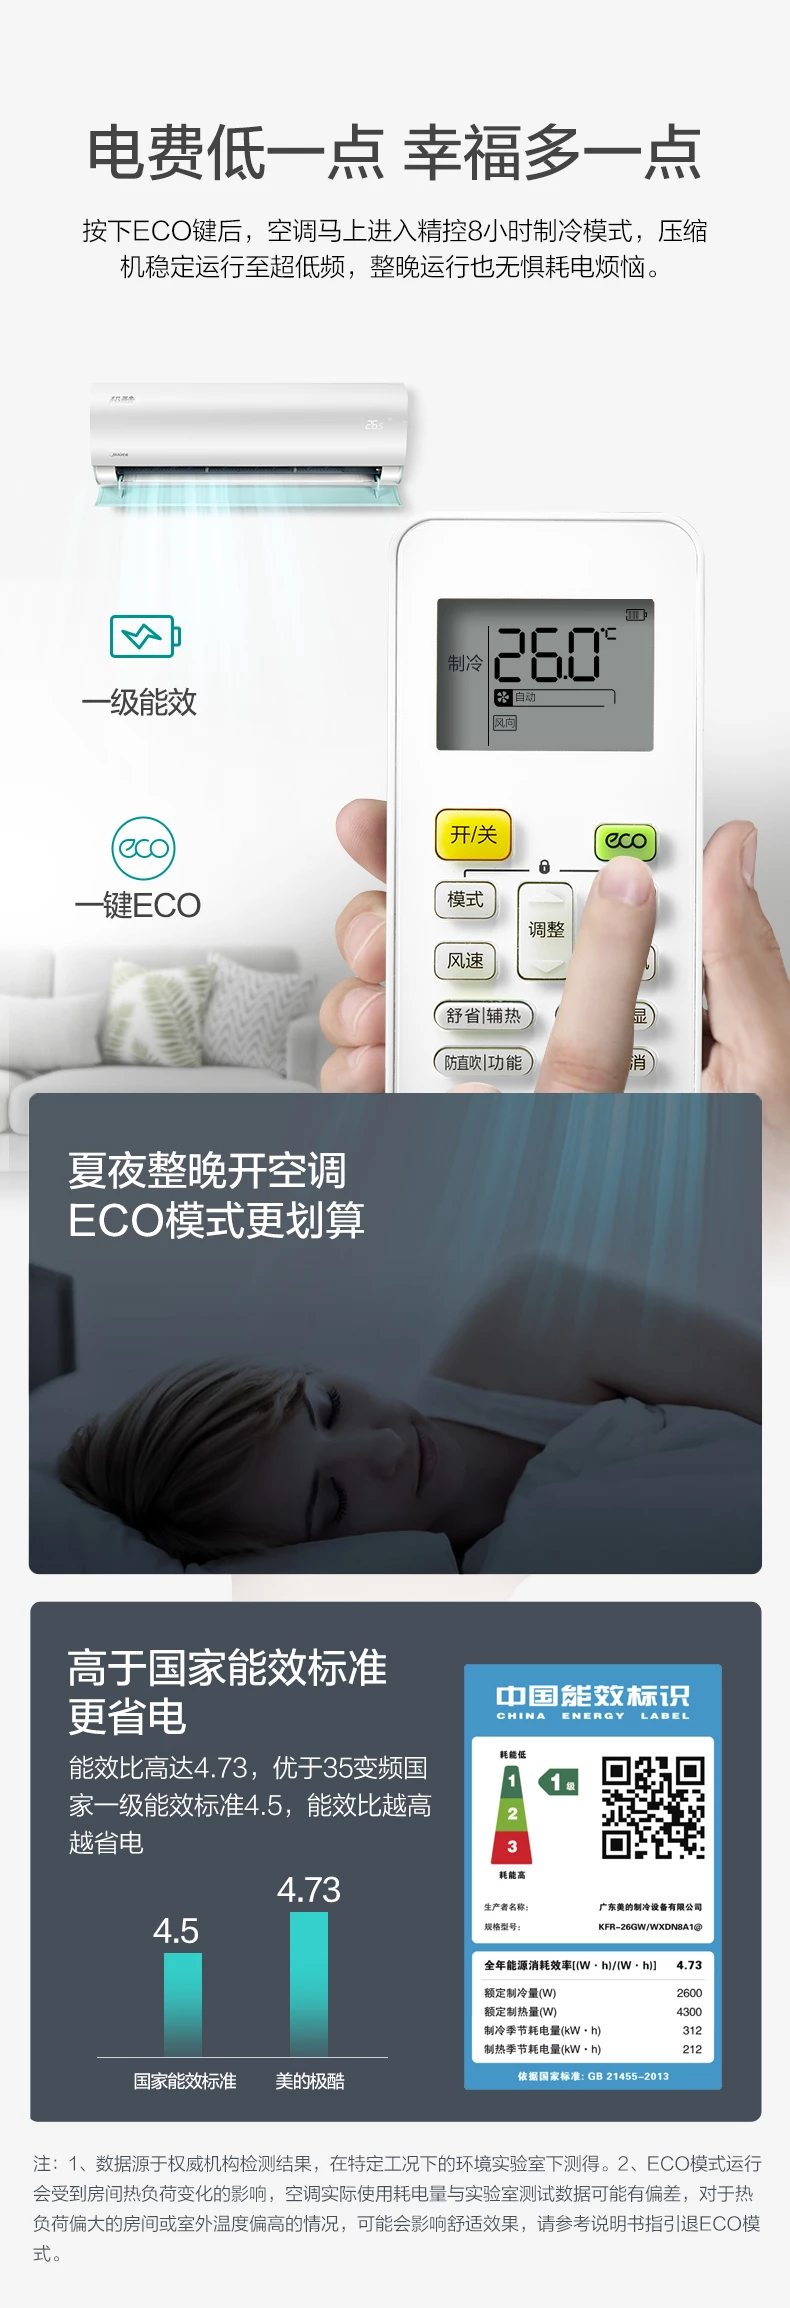 电费低一点 幸福多一点
按下ECO键后，空调马上进入精控8小时制冷模式，压缩
机稳定运行至超低频，整晚运行也无惧耗电烦恼。
26.5
一级能效
eco
一键ECO
制冷
26.0℃
自动
风向
开/关
eco
模式
调整
风速
舒省|辅热
显
防直吹|功能
消
夏夜整晚开空调
ECO模式更划算
高于国家能效标准
更省电
能效比高达4.73，优于35变频国
家一级能效标准4.5，能效比越高
越省电
4.5
4.73
国家能效标准
美的极酷
中国能效标识
CHINA ENERGY LABEL
耗能低
1
2
3
1级
耗能高
生产者名称： 广东美的制冷设备有限公司
规格型号： KFR-26GW/WXDN8A1@
全年能源消耗效率[(W·h)/(W·h)] 4.73
额定制冷量(W) 2600
额定制热量(W) 4300
制冷季节耗电量(kW·h) 312
制热季节耗电量(kW·h) 212
依据国家标准: GB 21455-2013
注：1、数据源于权威机构检测结果，在特定工况下的环境实验室下测得。2、ECO模式运行
会受到房间热负荷变化的影响，空调实际使用耗电量与实验室测试数据可能有偏差，对于热
负荷偏大的房间或室外温度偏高的情况，可能会影响舒适效果，请参考说明书指引退ECO模
式。